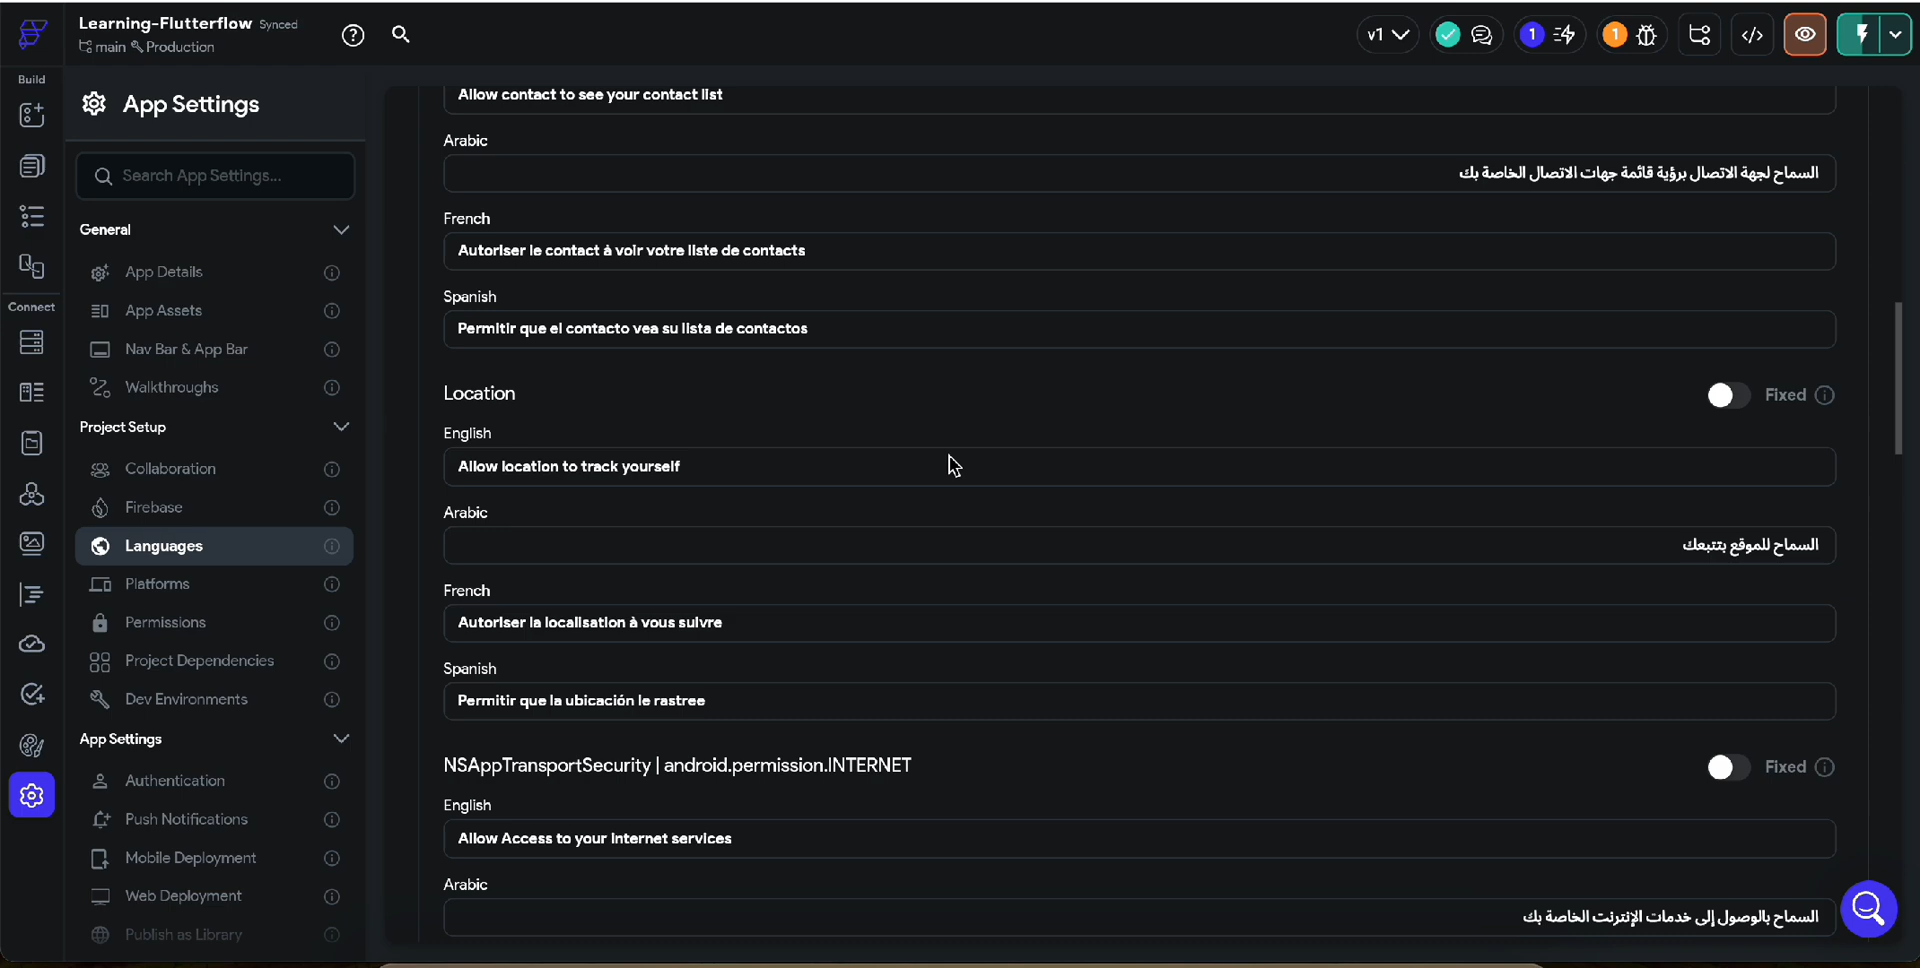 Learning-Flutterflow Synced
main Production
v1
1
1
Build
Connect
App Settings
Search App Settings...
General
App Details
App Assets
Nav Bar & App Bar
Walkthroughs
Project Setup
Collaboration
Firebase
Languages
Platforms
Permissions
Project Dependencies
Dev Environments
App Settings
Authentication
Push Notifications
Mobile Deployment
Web Deployment
Publish as Library
Allow contact to see your contact list
Arabic
السماح لجهة الاتصال برؤية قائمة جهات الاتصال الخاصة بك
French
Autoriser le contact à voir votre liste de contacts
Spanish
Permitir que el contacto vea su lista de contactos
Location
Fixed
English
Allow location to track yourself
Arabic
السماح للموقع بتتبعك
French
Autoriser la localisation à vous suivre
Spanish
Permitir que la ubicación le rastree
NSAppTransportSecurity | android.permission.INTERNET
Fixed
English
Allow Access to your internet services
Arabic
السماح بالوصول إلى خدمات الإنترنت الخاصة بك